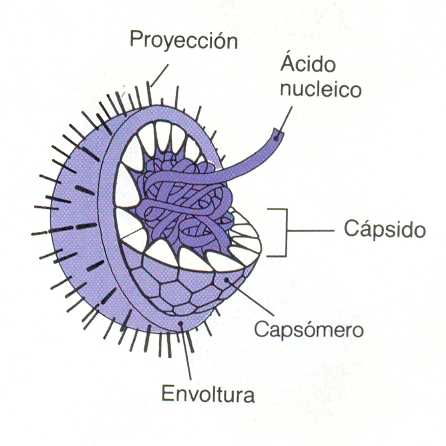 Proyección
Ácido
nucleico
Cápsido
Capsómero
Envoltura